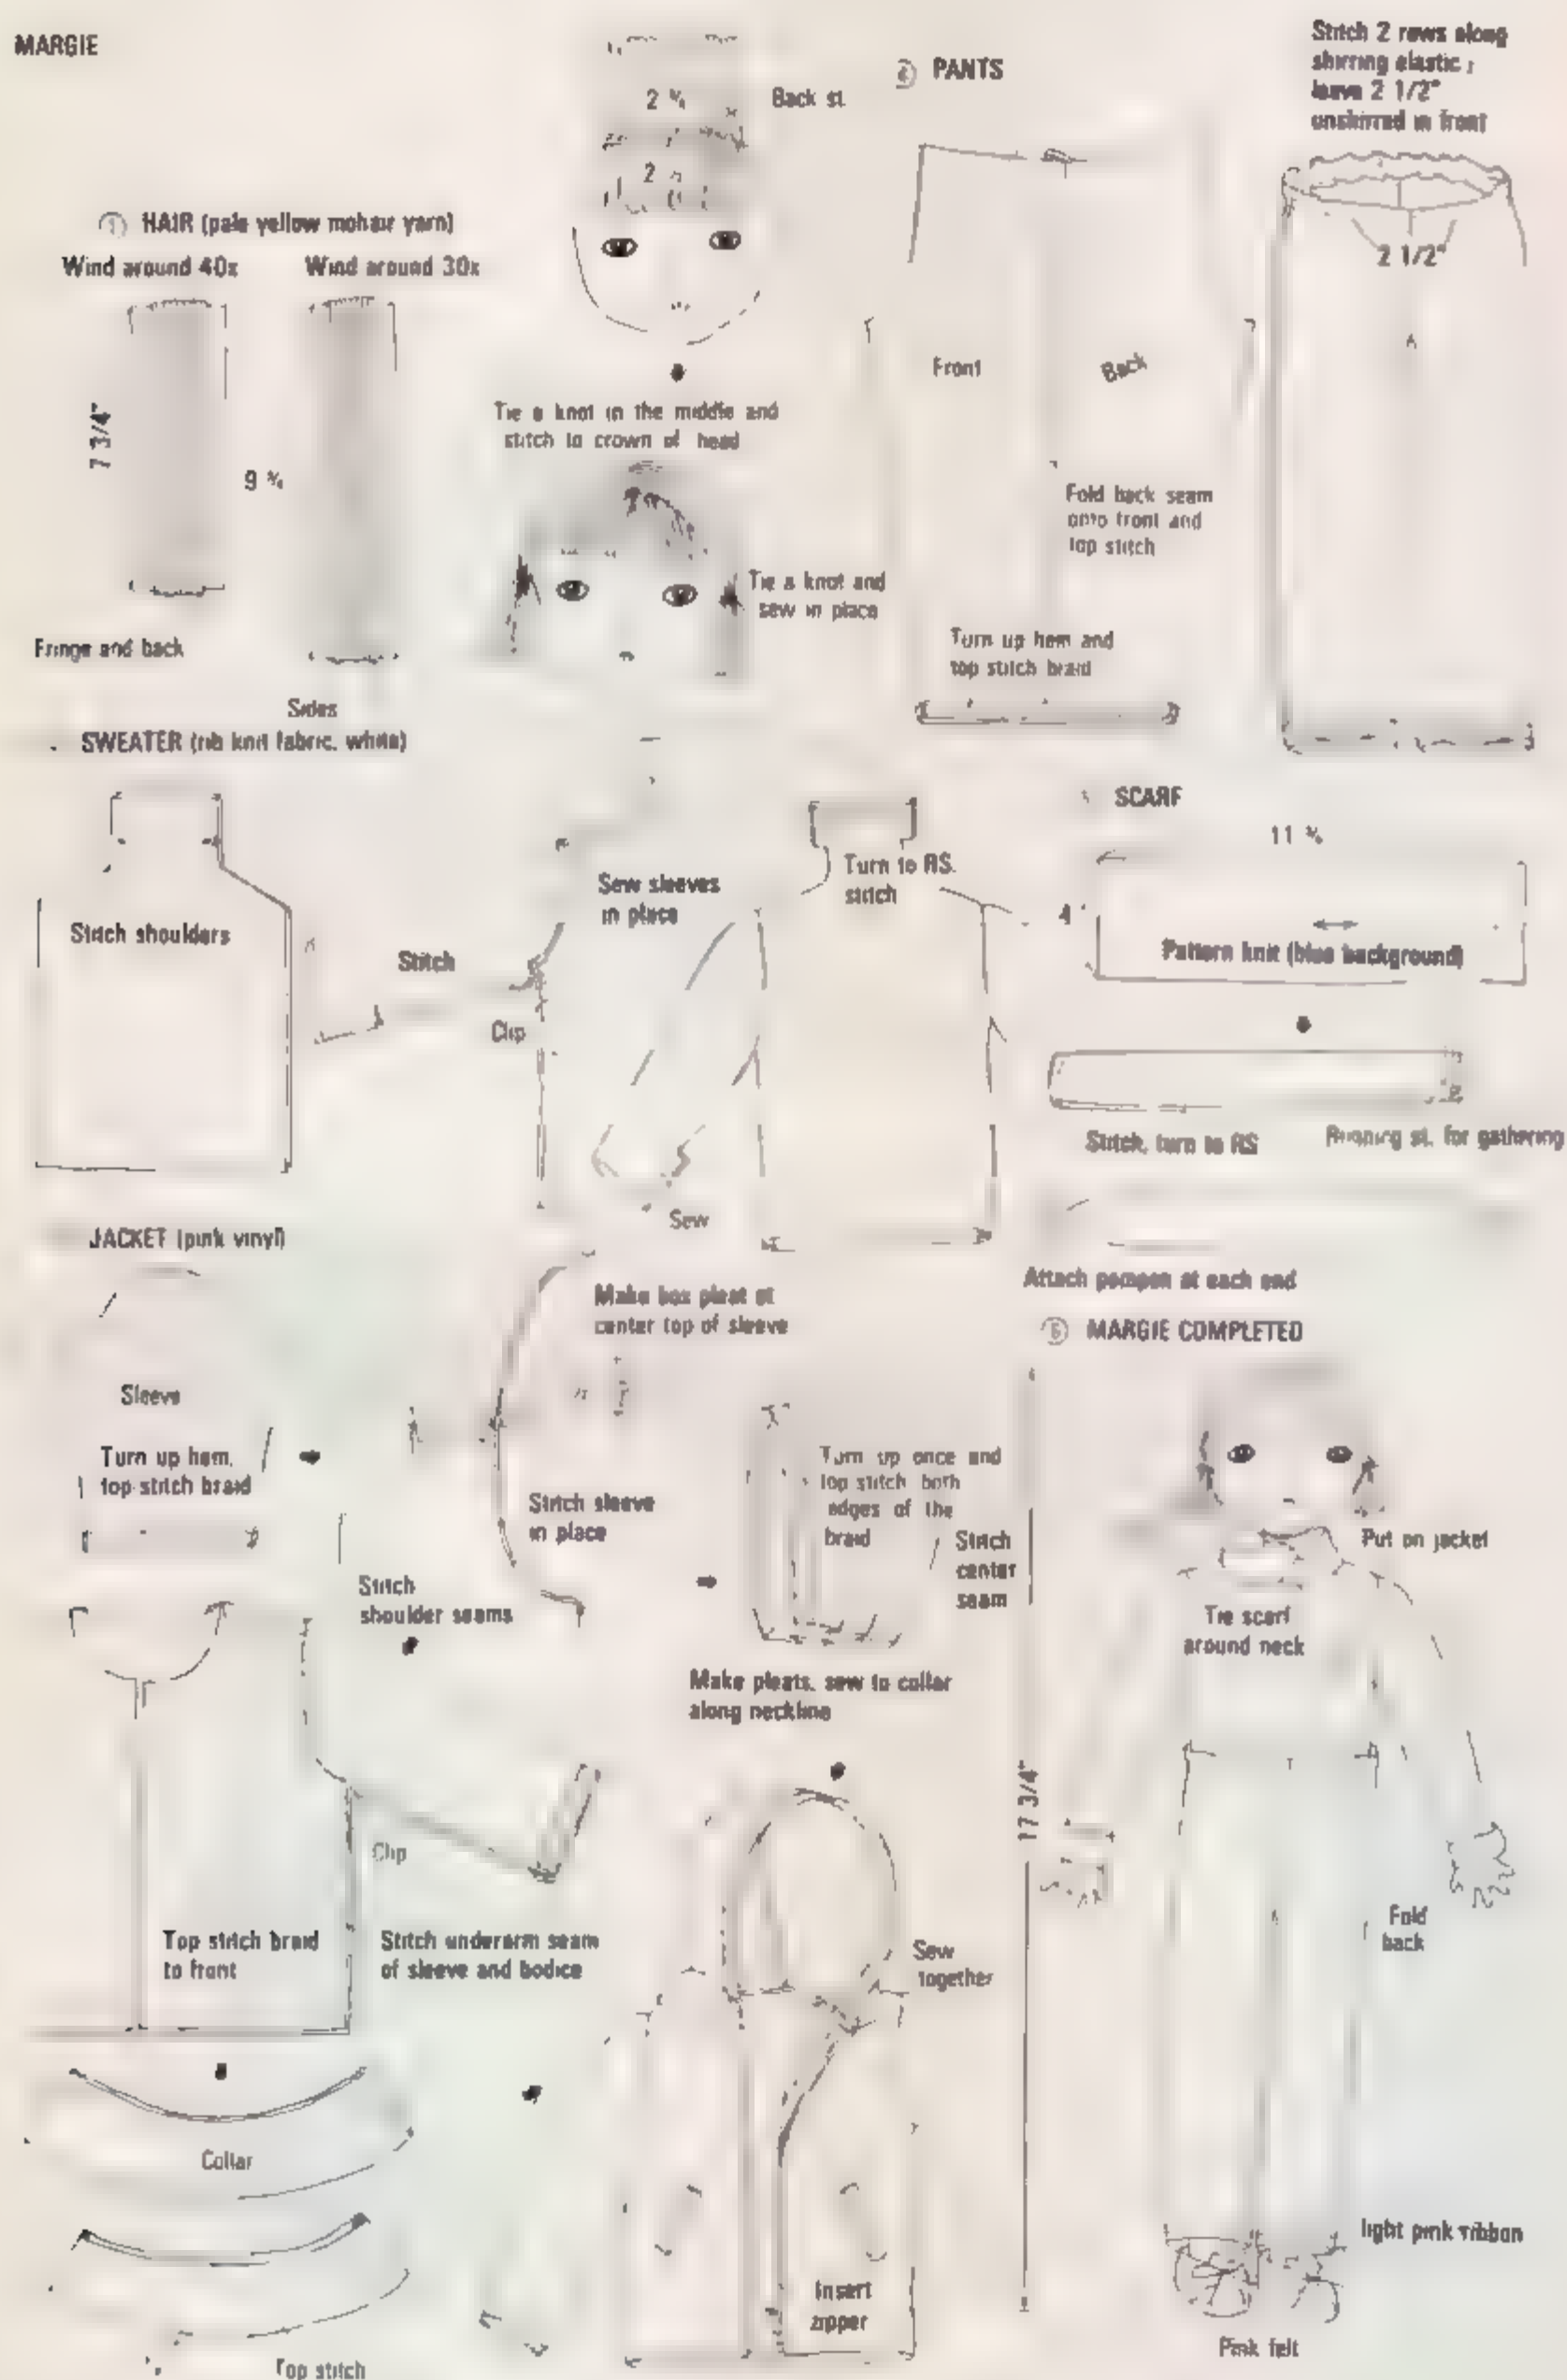 MARGIE
① HAIR (pale yellow mohair yarn)
Wind around 40x
Wind around 30x
7 3/4"
9 ¾
Fringe and back
Sides
2 ¾
Back st.
2
Tie a knot in the middle and
stitch to crown of head
Tie a knot and
sew in place
② PANTS
Front
Back
Fold back seam
onto front and
top stitch
Turn up hem and
top stitch braid
Stitch 2 rows along
shirring elastic ;
leave 2 1/2"
unshirred in front
2 1/2"
SWEATER (rib knit fabric, white)
Stitch shoulders
Stitch
Clip
Sew sleeves
in place
Sew
Turn to RS.
stitch
SCARF
11 ¾
4
Pattern knit (blue background)
Stitch, turn to RS
Running st. for gathering
Attach pompon at each end
JACKET (pink vinyl)
Sleeve
Turn up hem,
top stitch braid
Stitch
shoulder seams
Make box pleat at
center top of sleeve
Stitch sleeve
in place
Turn up once and
top stitch both
edges of the
braid
Stitch
center
seam
Make pleats, sew to collar
along neckline
Clip
Top stitch braid
to front
Stitch underarm seam
of sleeve and bodice
Collar
Top stitch
Sew
together
Insert
zipper
⑤ MARGIE COMPLETED
Put on jacket
Tie scarf
around neck
17 3/4"
Fold
back
light pink ribbon
Pink felt